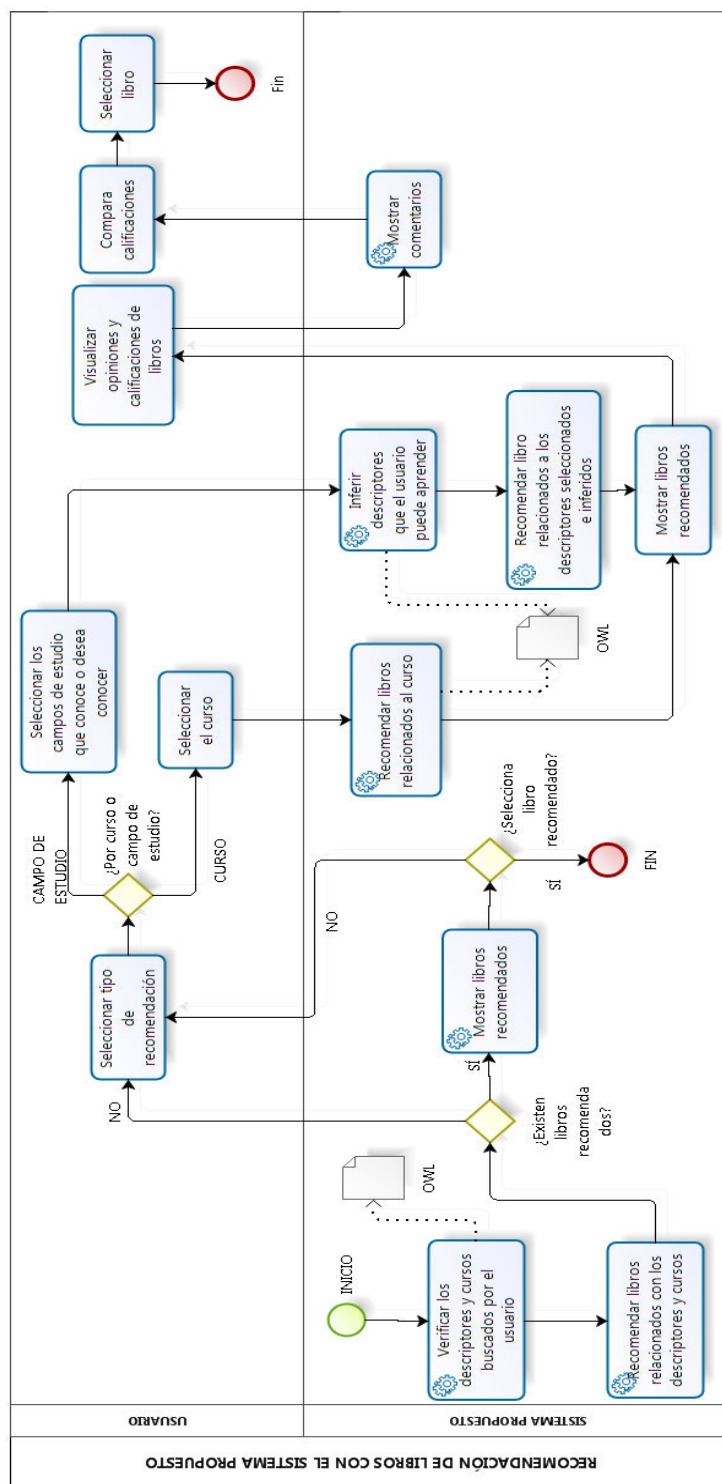 RECOMENDACIÓN DE LIBROS CON EL SISTEMA PROPUESTO
USUARIO
SISTEMA PROPUESTO
INICIO
Verificar los
descriptores y cursos
buscados por el
usuario
OWL
Recomendar libros
relacionados con los
descriptores y cursos
¿Existen
libros
recomenda
dos?
NO
SÍ
Mostrar libros
recomendados
¿Selecciona
libro
recomendado?
NO
SÍ
FIN
Seleccionar tipo
de
recomendación
¿Por curso o
campo de
estudio?
CAMPO DE
ESTUDIO
CURSO
Seleccionar los
campos de estudio
que conoce o desea
conocer
Seleccionar
el curso
Recomendar libros
relacionados al curso
OWL
Inferir
descriptores
que el usuario
puede aprender
Recomendar libro
relacionados a los
descriptores seleccionados
e inferidos
Mostrar libros
recomendados
Visualizar
opiniones y
calificaciones de
libros
Mostrar
comentarios
Compara
calificaciones
Seleccionar
libro
Fin